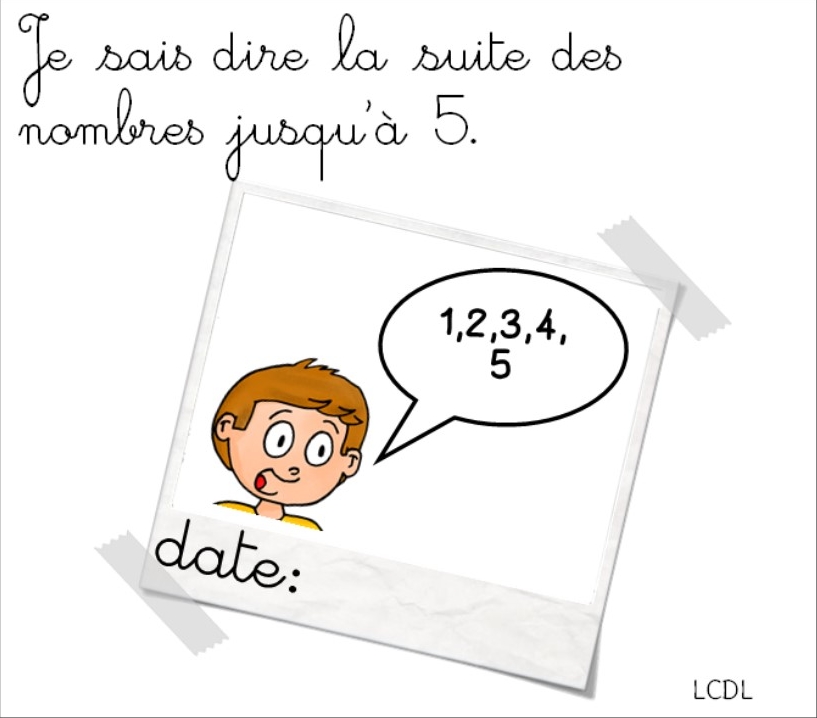 Je sais dire la suite des
nombres jusqu'à 5.
1,2,3,4,
5
date:
LCDL